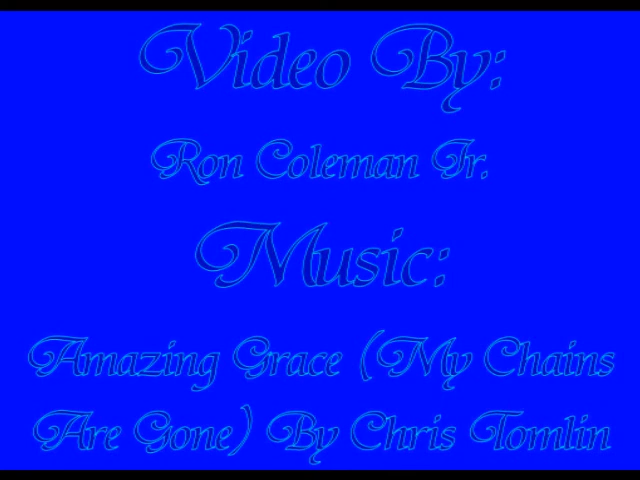 Video By:
Ron Coleman Jr.
Music:
Amazing Grace (My Chains
Are Gone) By Chris Tomlin